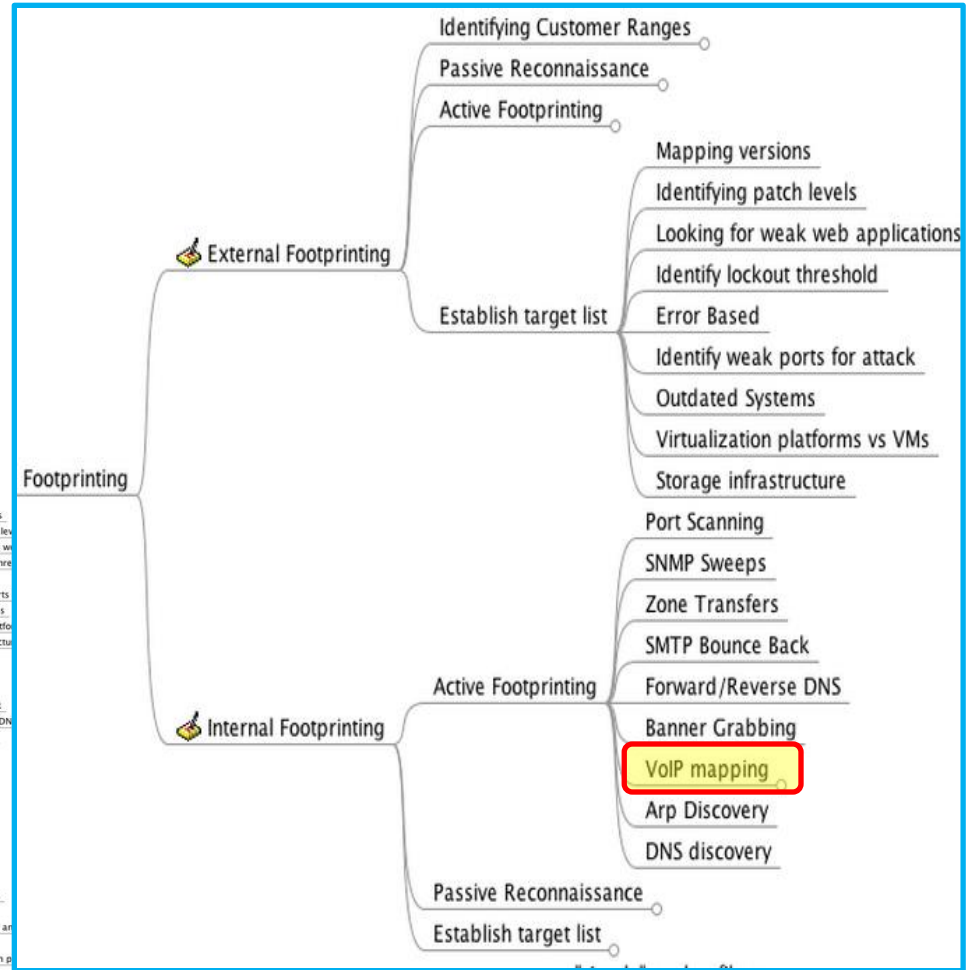 Identifying Customer Ranges
Passive Reconnaissance
Active Footprinting
Mapping versions
Identifying patch levels
Looking for weak web applications
External Footprinting
Identify lockout threshold
Establish target list
Error Based
Identify weak ports for attack
Outdated Systems
Virtualization platforms vs VMs
Footprinting
Storage infrastructure
Port Scanning
SNMP Sweeps
Zone Transfers
SMTP Bounce Back
Active Footprinting
Forward/Reverse DNS
Internal Footprinting
Banner Grabbing
VoIP mapping
Arp Discovery
DNS discovery
Passive Reconnaissance
Establish target list